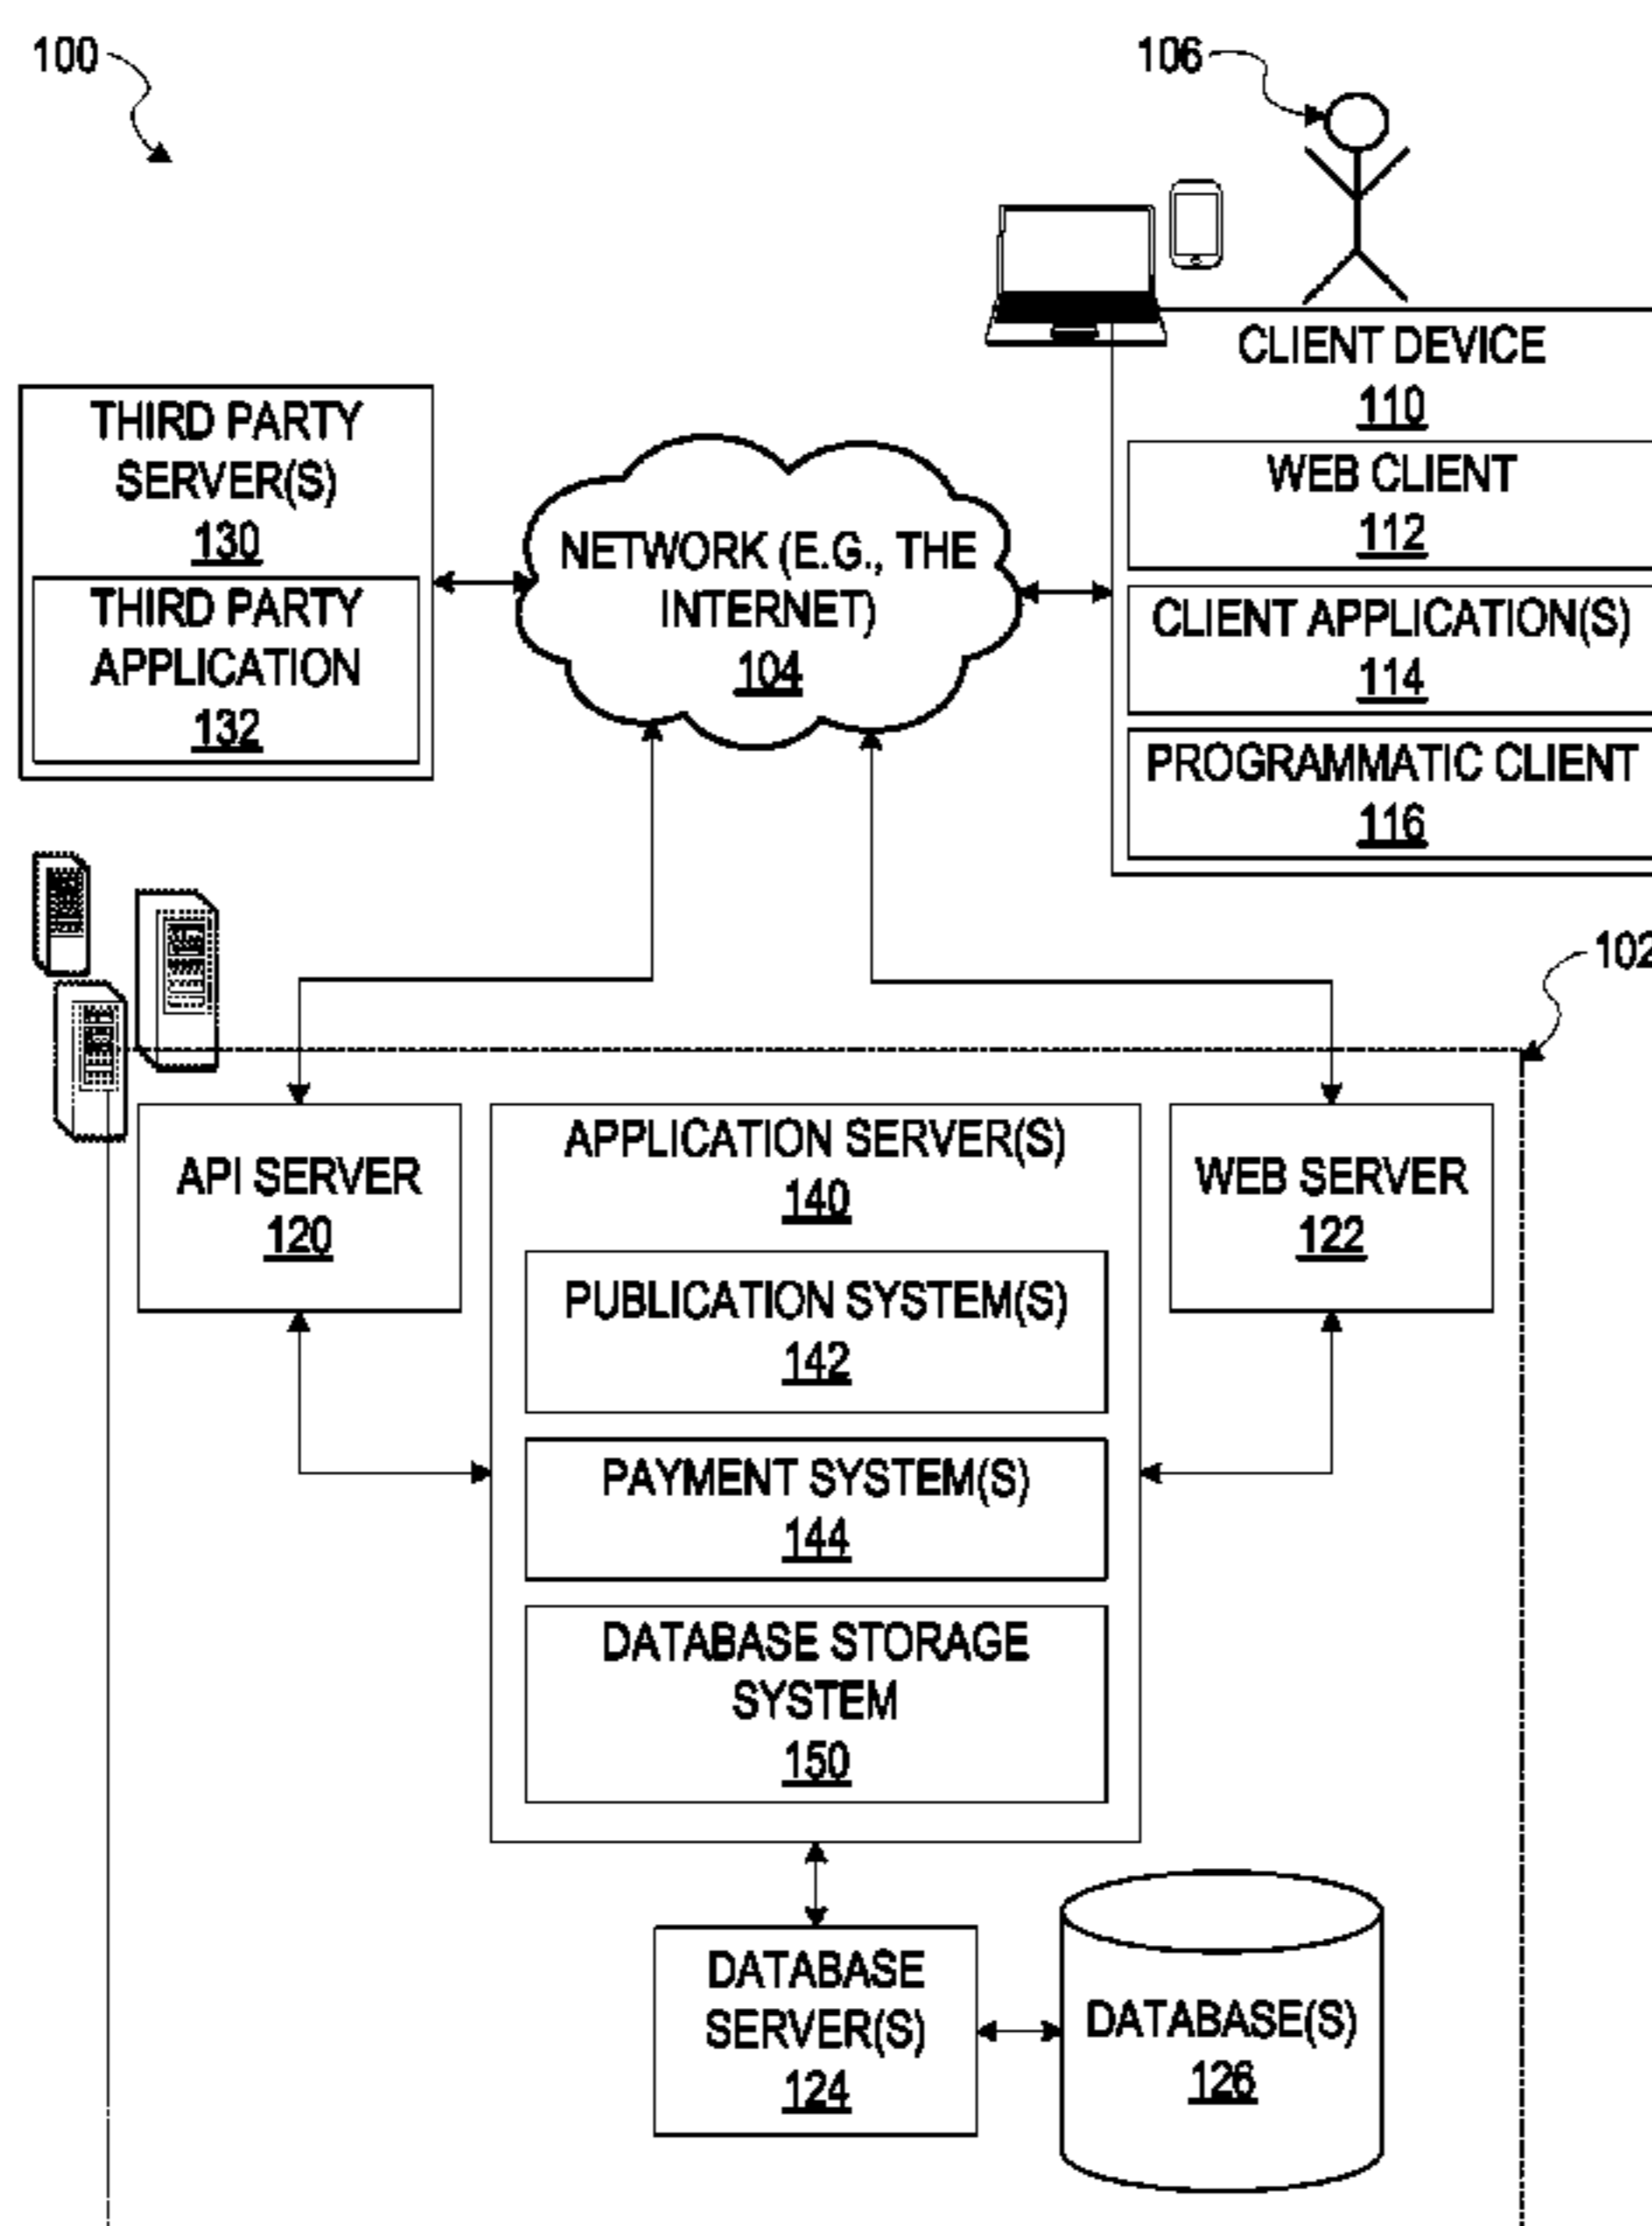 100
106
CLIENT DEVICE
110
WEB CLIENT
112
CLIENT APPLICATION(S)
114
PROGRAMMATIC CLIENT
116
THIRD PARTY
SERVER(S)
130
THIRD PARTY
APPLICATION
132
NETWORK (E.G., THE
INTERNET)
104
102
API SERVER
120
APPLICATION SERVER(S)
140
PUBLICATION SYSTEM(S)
142
PAYMENT SYSTEM(S)
144
DATABASE STORAGE
SYSTEM
150
WEB SERVER
122
DATABASE
SERVER(S)
124
DATABASE(S)
126